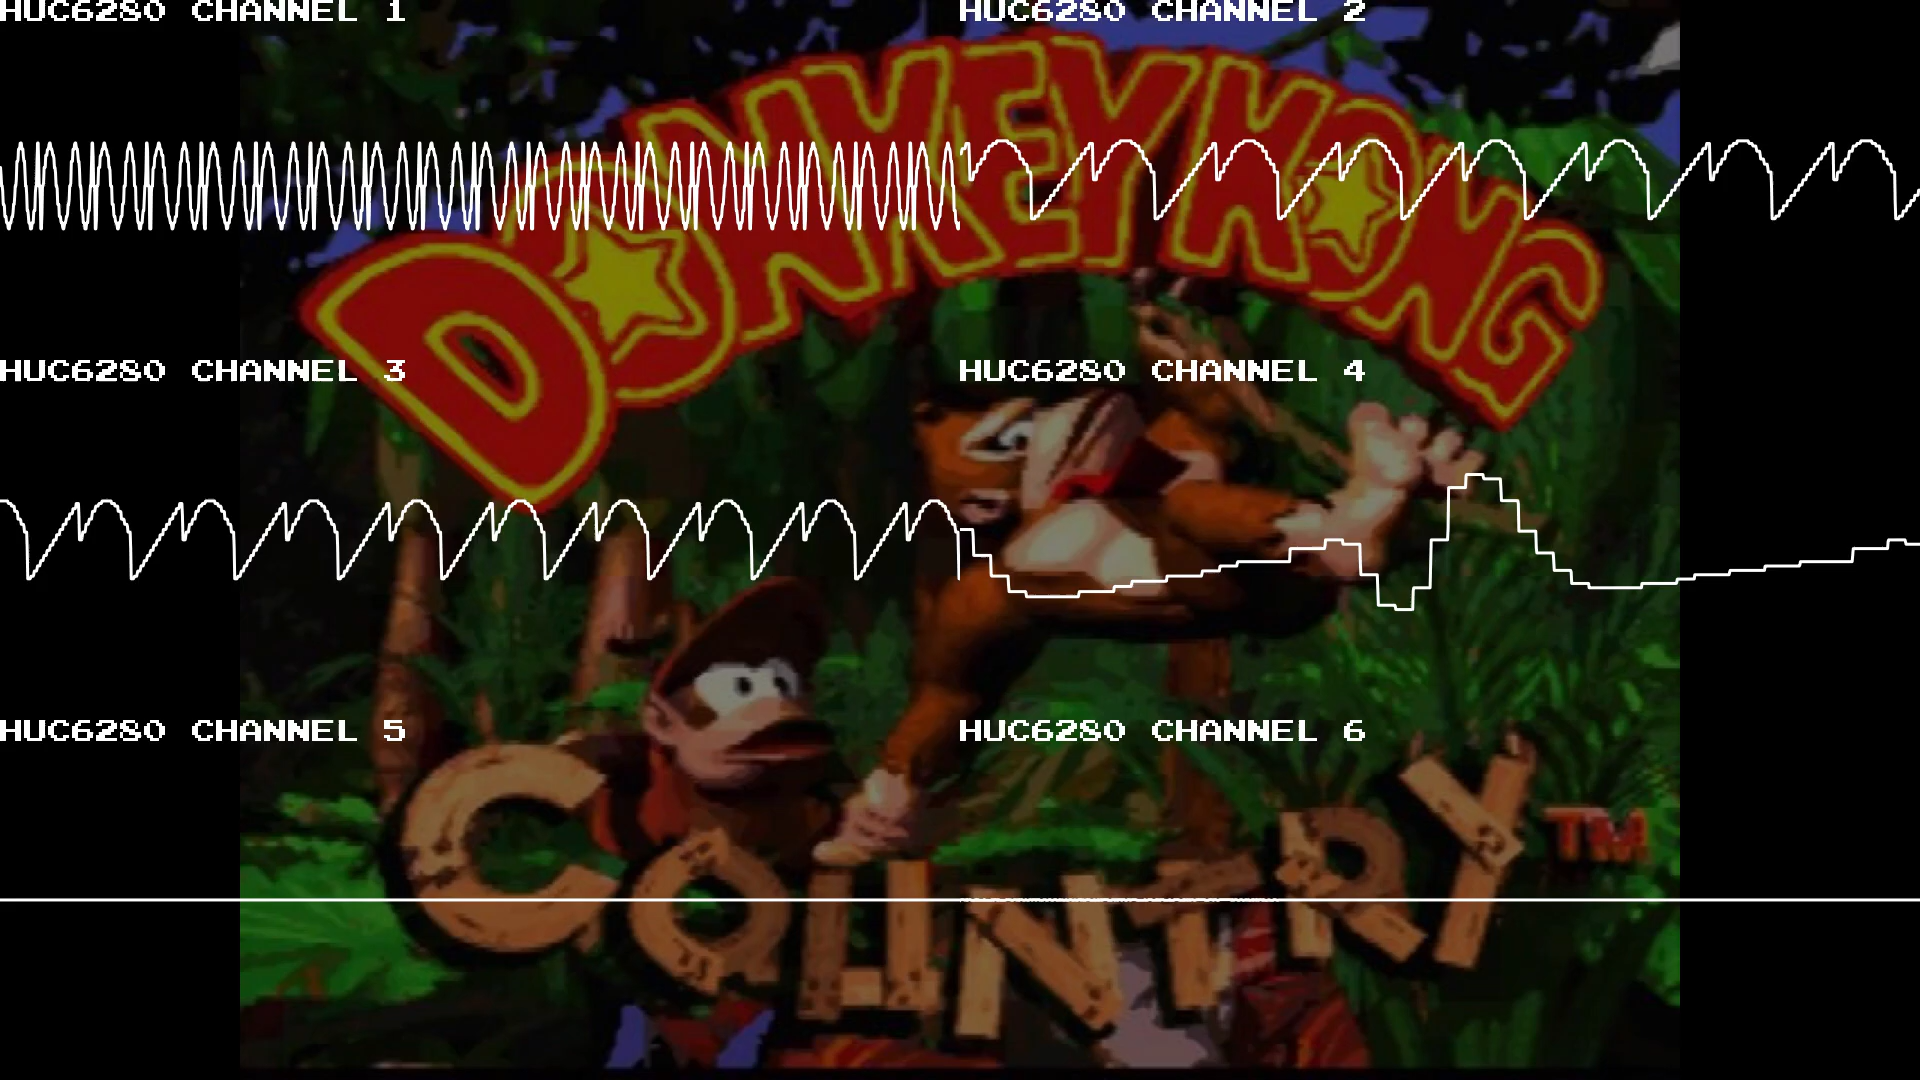 HUC6280 CHANNEL 1
HUC6280 CHANNEL 2
DONKEY KONG
HUC6280 CHANNEL 3
HUC6280 CHANNEL 4
HUC6280 CHANNEL 5
HUC6280 CHANNEL 6
COUNTRY TM